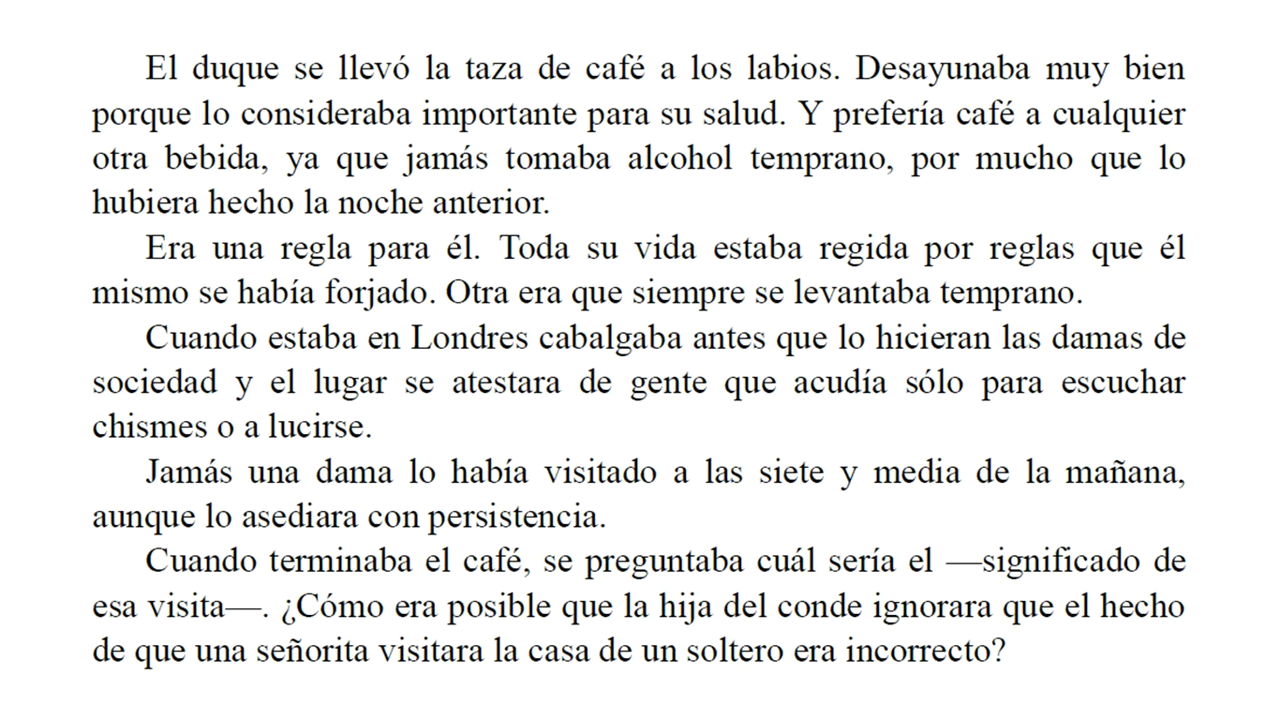 El duque se llevó la taza de café a los labios. Desayunaba muy bien
porque lo consideraba importante para su salud. Y prefería café a cualquier
otra bebida, ya que jamás tomaba alcohol temprano, por mucho que lo
hubiera hecho la noche anterior.
Era una regla para él. Toda su vida estaba regida por reglas que él
mismo se había forjado. Otra era que siempre se levantaba temprano.
Cuando estaba en Londres cabalgaba antes que lo hicieran las damas de
sociedad y el lugar se atestara de gente que acudía sólo para escuchar
chismes o a lucirse.
Jamás una dama lo había visitado a las siete y media de la mañana,
aunque lo asediara con persistencia.
Cuando terminaba el café, se preguntaba cuál sería el —significado de
esa visita—. ¿Cómo era posible que la hija del conde ignorara que el hecho
de que una señorita visitara la casa de un soltero era incorrecto?